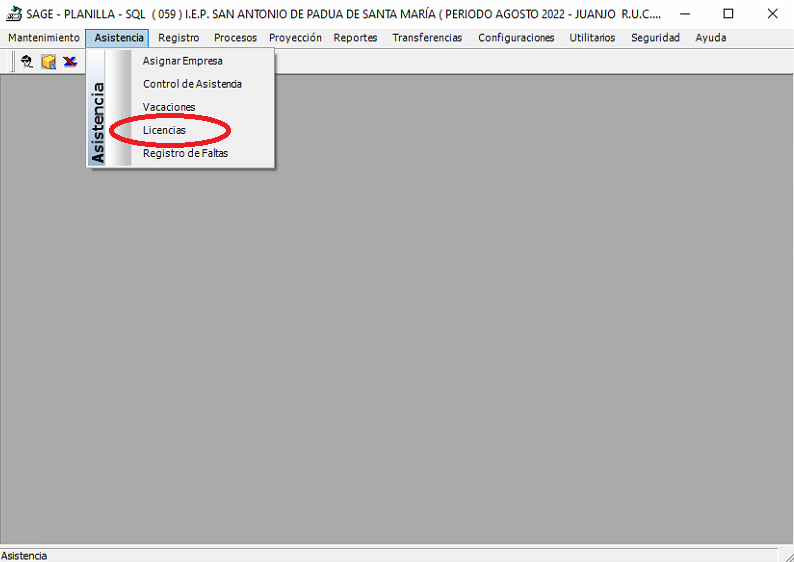 SAGE - PLANILLA - SQL ( 059 ) I.E.P. SAN ANTONIO DE PADUA DE SANTA MARÍA ( PERIODO AGOSTO 2022 - JUANJO R.U.C....
Mantenimiento Asistencia Registro Procesos Proyección Reportes Transferencias Configuraciones Utilitarios Seguridad Ayuda
Asistencia
Asignar Empresa
Control de Asistencia
Vacaciones
Licencias
Registro de Faltas
Asistencia